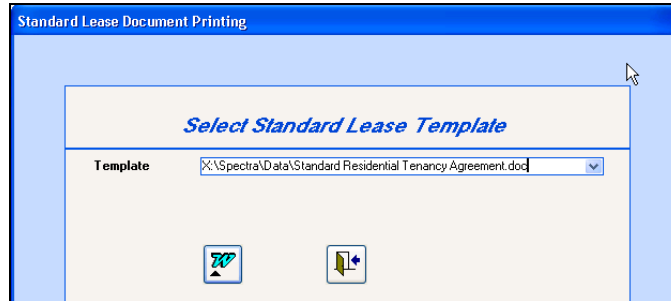 Standard Lease Document Printing
Select Standard Lease Template
Template X:\Spectra\Data\Standard Residential Tenancy Agreement.doc
W